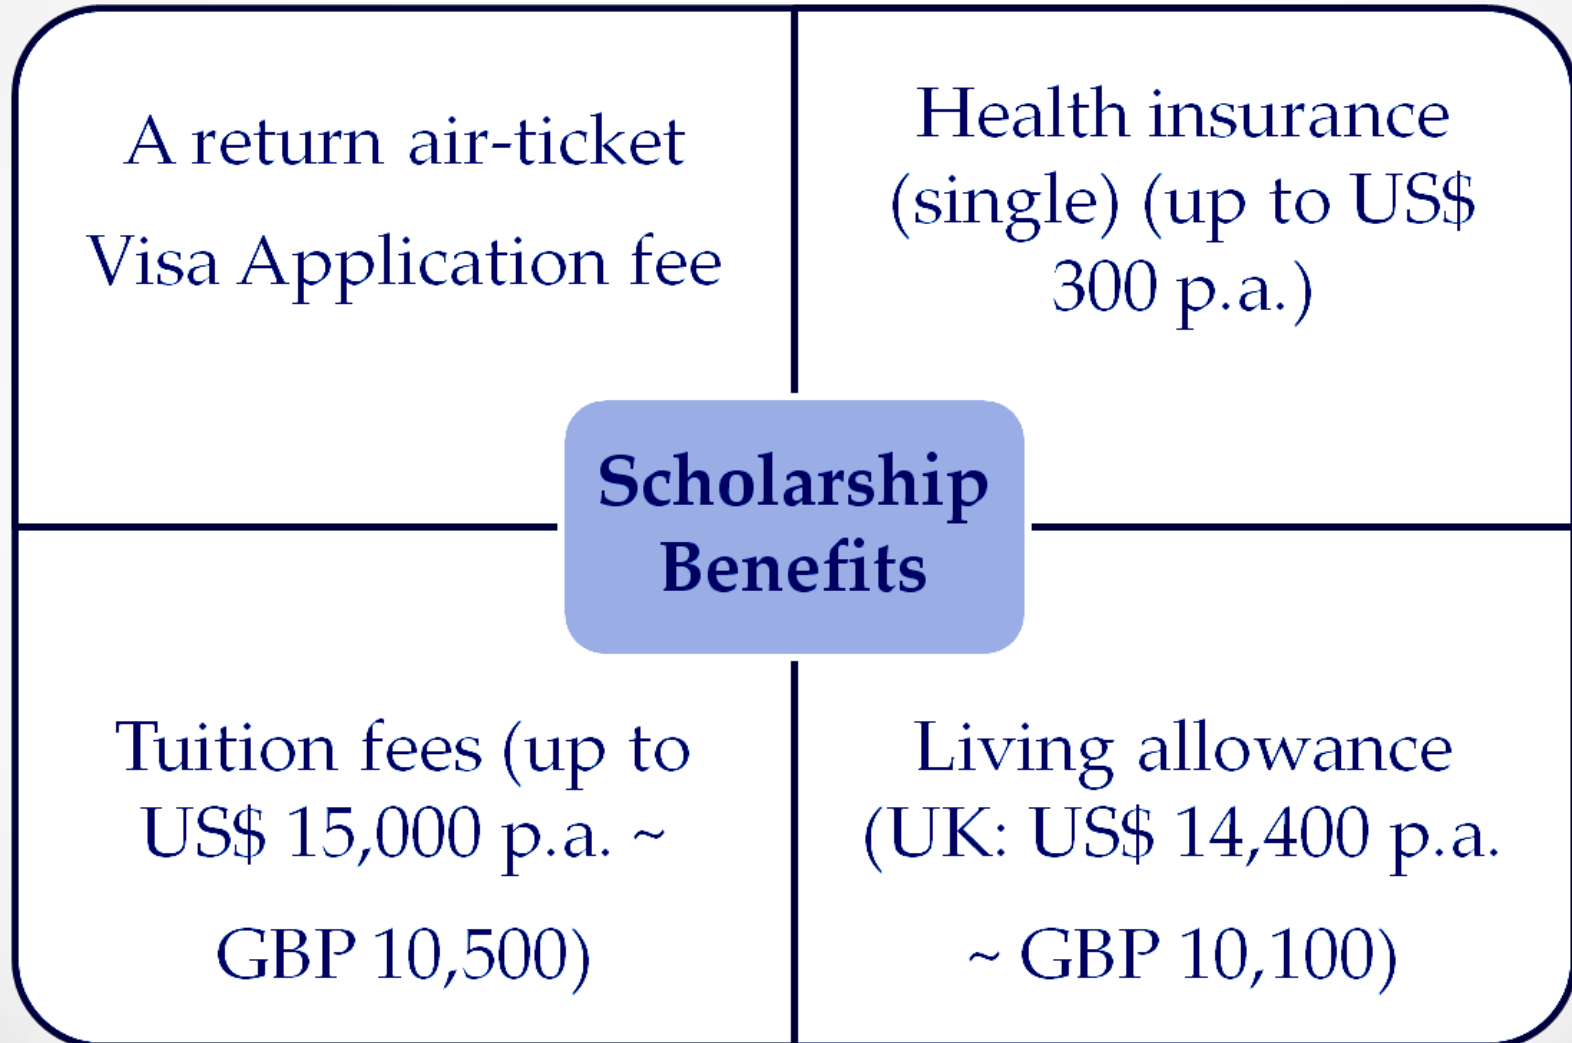 A return air-ticket
Visa Application fee
Health insurance
(single) (up to US$
300 p.a.)
Scholarship
Benefits
Tuition fees (up to
US$ 15,000 p.a. ~
GBP 10,500)
Living allowance
(UK: US$ 14,400 p.a.
~ GBP 10,100)